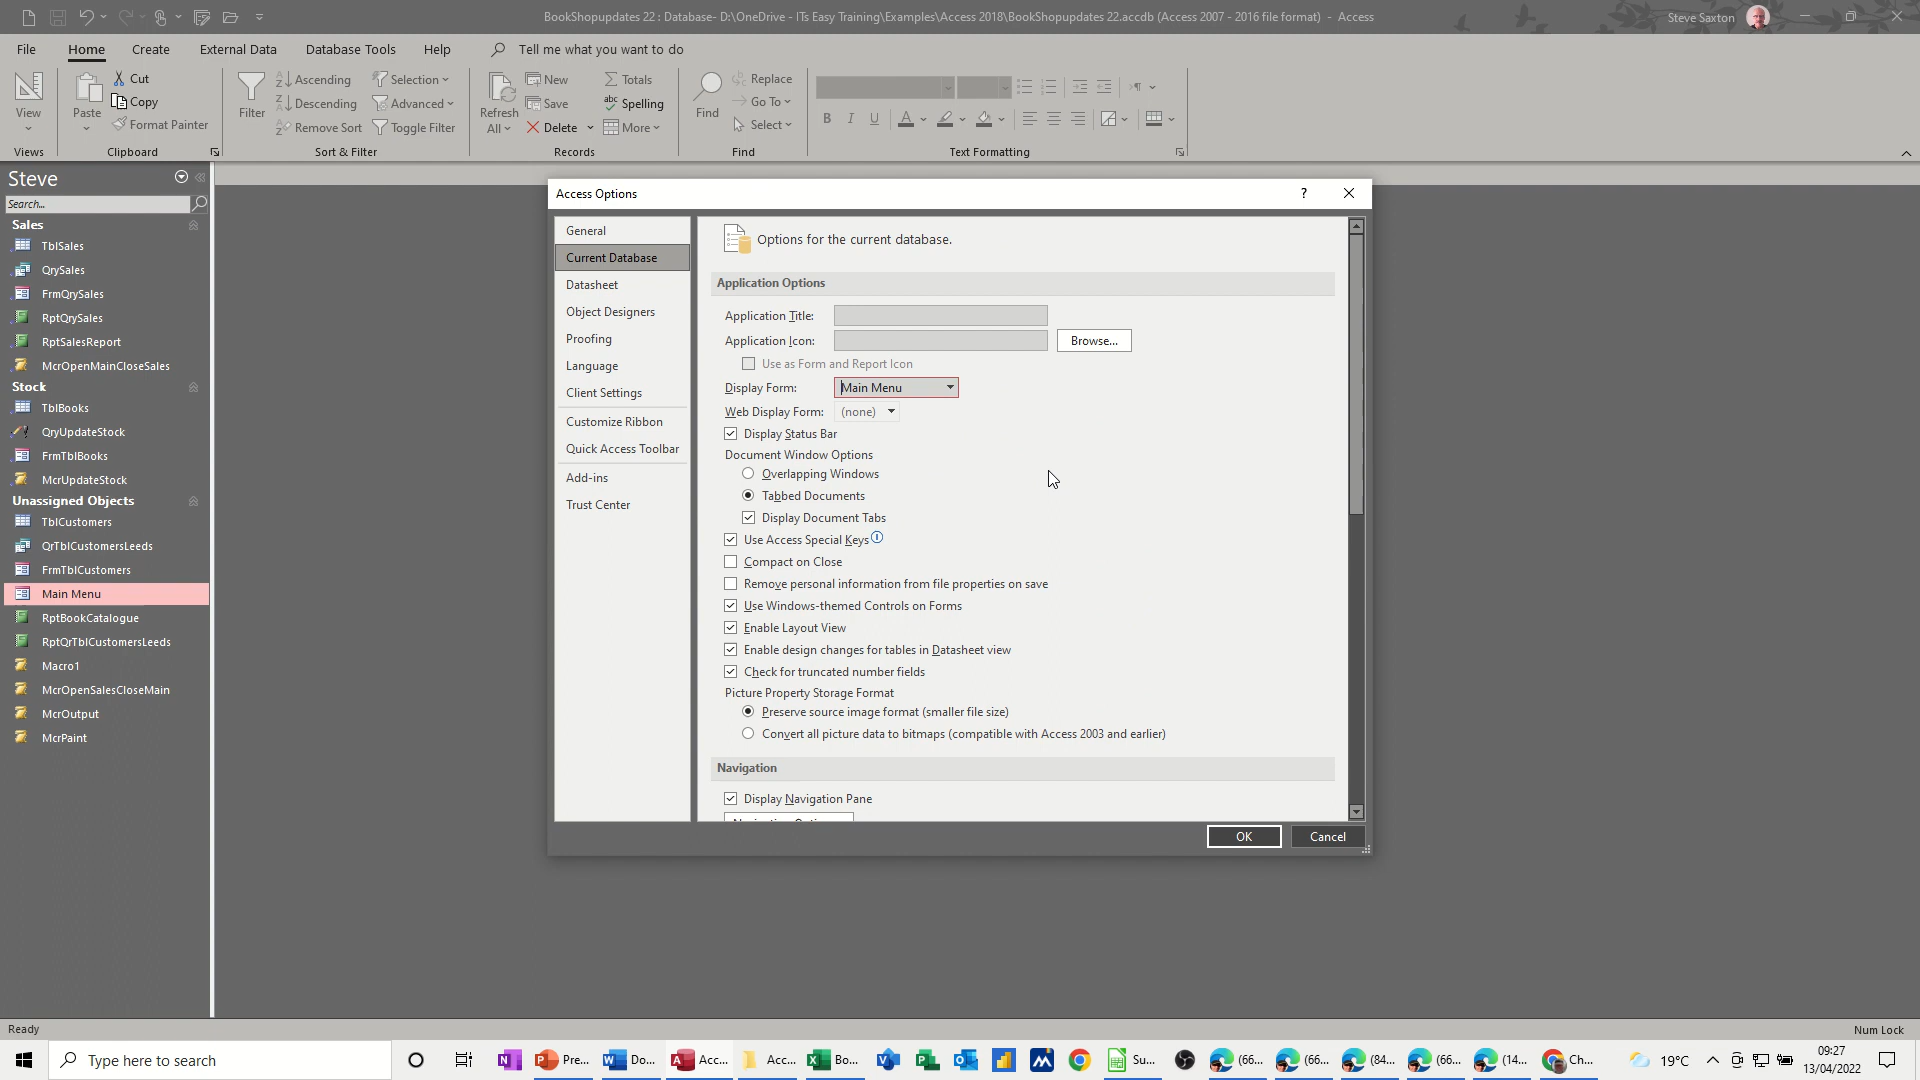 BookShopupdates 22 : Database- D:\OneDrive - ITs Easy Training\Examples\Access 2018\BookShopupdates 22.accdb (Access 2007 - 2016 file format) - Access
Steve Saxton
File Home Create External Data Database Tools Help Tell me what you want to do
View
Paste
Cut
Copy
Format Painter
Filter
Ascending
Descending
Remove Sort
Selection
Advanced
Toggle Filter
Refresh All
New
Save
Delete
Totals
Spelling
More
Find
Replace
Go To
Select
B I U A
Views Clipboard Sort & Filter Records Find Text Formatting
Steve
Search...
Sales
TblSales
QrySales
FrmQrySales
RptQrySales
RptSalesReport
McrOpenMainCloseSales
Stock
TblBooks
QryUpdateStock
FrmTblBooks
McrUpdateStock
Unassigned Objects
TblCustomers
QrTblCustomersLeeds
FrmTblCustomers
Main Menu
RptBookCatalogue
RptQrTblCustomersLeeds
Macro1
McrOpenSalesCloseMain
McrOutput
McrPaint
Access Options
General
Current Database
Datasheet
Object Designers
Proofing
Language
Client Settings
Customize Ribbon
Quick Access Toolbar
Add-ins
Trust Center
Options for the current database.
Application Options
Application Title:
Application Icon: Browse...
Use as Form and Report Icon
Display Form: Main Menu
Web Display Form: (none)
Display Status Bar
Document Window Options
Overlapping Windows
Tabbed Documents
Display Document Tabs
Use Access Special Keys
Compact on Close
Remove personal information from file properties on save
Use Windows-themed Controls on Forms
Enable Layout View
Enable design changes for tables in Datasheet view
Check for truncated number fields
Picture Property Storage Format
Preserve source image format (smaller file size)
Convert all picture data to bitmaps (compatible with Access 2003 and earlier)
Navigation
Display Navigation Pane
OK Cancel
Ready Num Lock
Type here to search Pre... Do... Acc... Acc... Bo... Su... (66... (66... (84... (66... (14... Ch... 19°C 09:27
13/04/2022